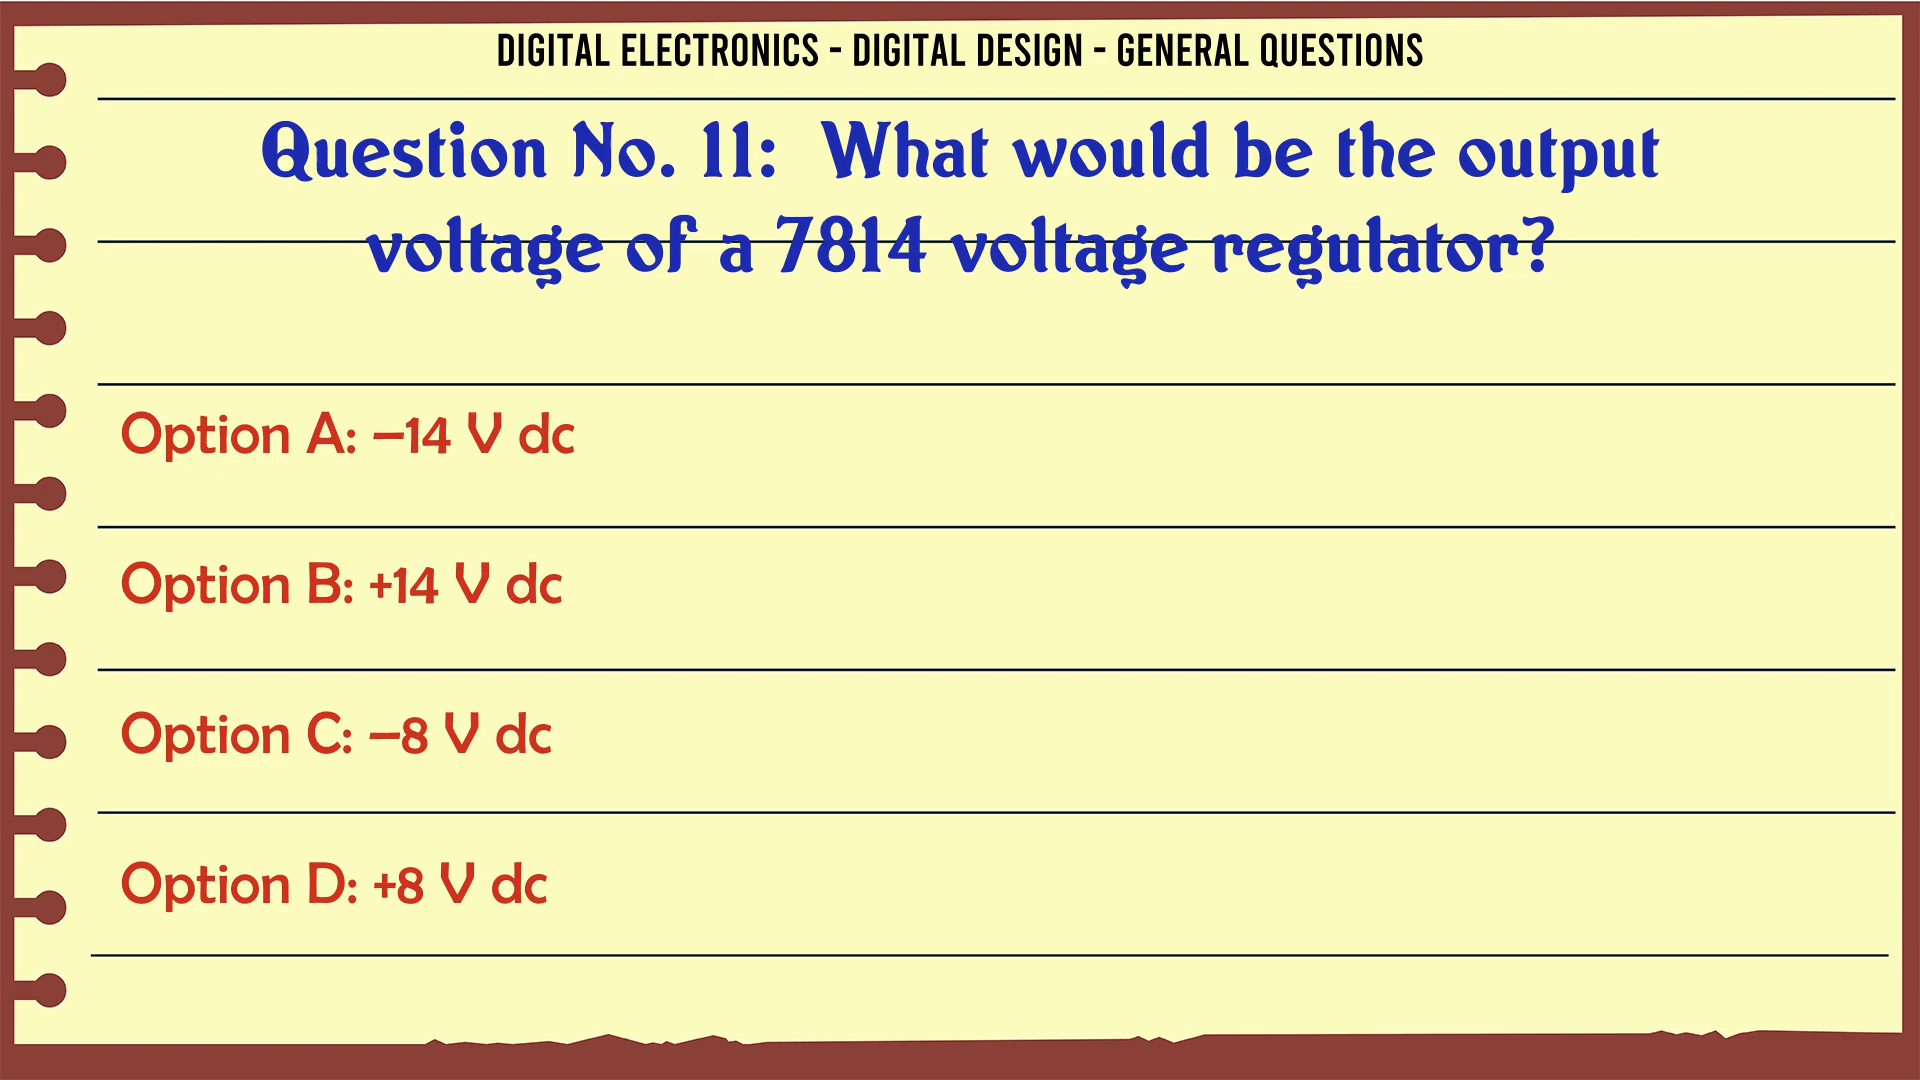 DIGITAL ELECTRONICS - DIGITAL DESIGN - GENERAL QUESTIONS
Question No. 11: What would be the output
voltage of a 7814 voltage regulator?
Option A: –14 V dc
Option B: +14 V dc
Option C: –8 V dc
Option D: +8 V dc